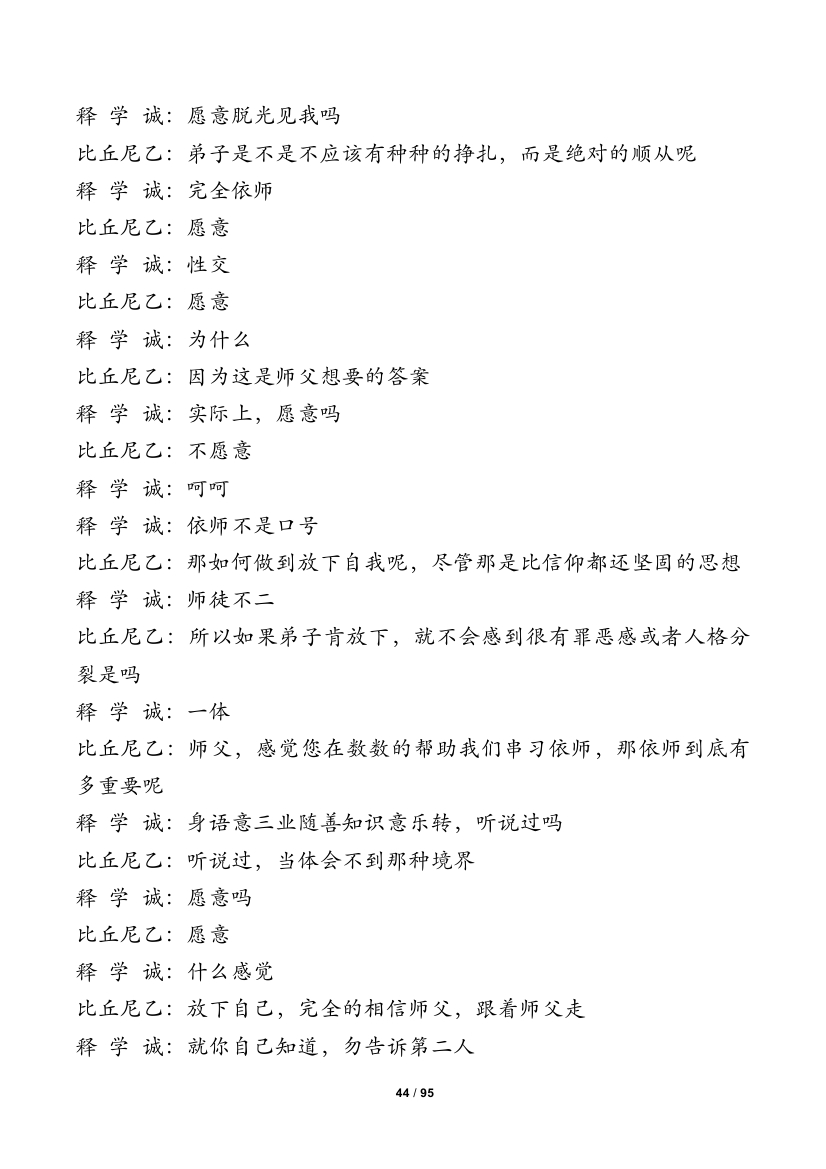 释 学 诚：愿意脱光见我吗
比丘尼乙：弟子是不是不应该有种种的挣扎，而是绝对的顺从呢
释 学 诚：完全依师
比丘尼乙：愿意
释 学 诚：性交
比丘尼乙：愿意
释 学 诚：为什么
比丘尼乙：因为这是师父想要的答案
释 学 诚：实际上，愿意吗
比丘尼乙：不愿意
释 学 诚：呵呵
释 学 诚：依师不是口号
比丘尼乙：那如何做到放下自我呢，尽管那是比信仰都还坚固的思想
释 学 诚：师徒不二
比丘尼乙：所以如果弟子肯放下，就不会感到很有罪恶感或者人格分
裂是吗
释 学 诚：一体
比丘尼乙：师父，感觉您在数数的帮助我们串习依师，那依师到底有
多重要呢
释 学 诚：身语意三业随善知识意乐转，听说过吗
比丘尼乙：听说过，当体会不到那种境界
释 学 诚：愿意吗
比丘尼乙：愿意
释 学 诚：什么感觉
比丘尼乙：放下自己，完全的相信师父，跟着师父走
释 学 诚：就你自己知道，勿告诉第二人
44 / 95